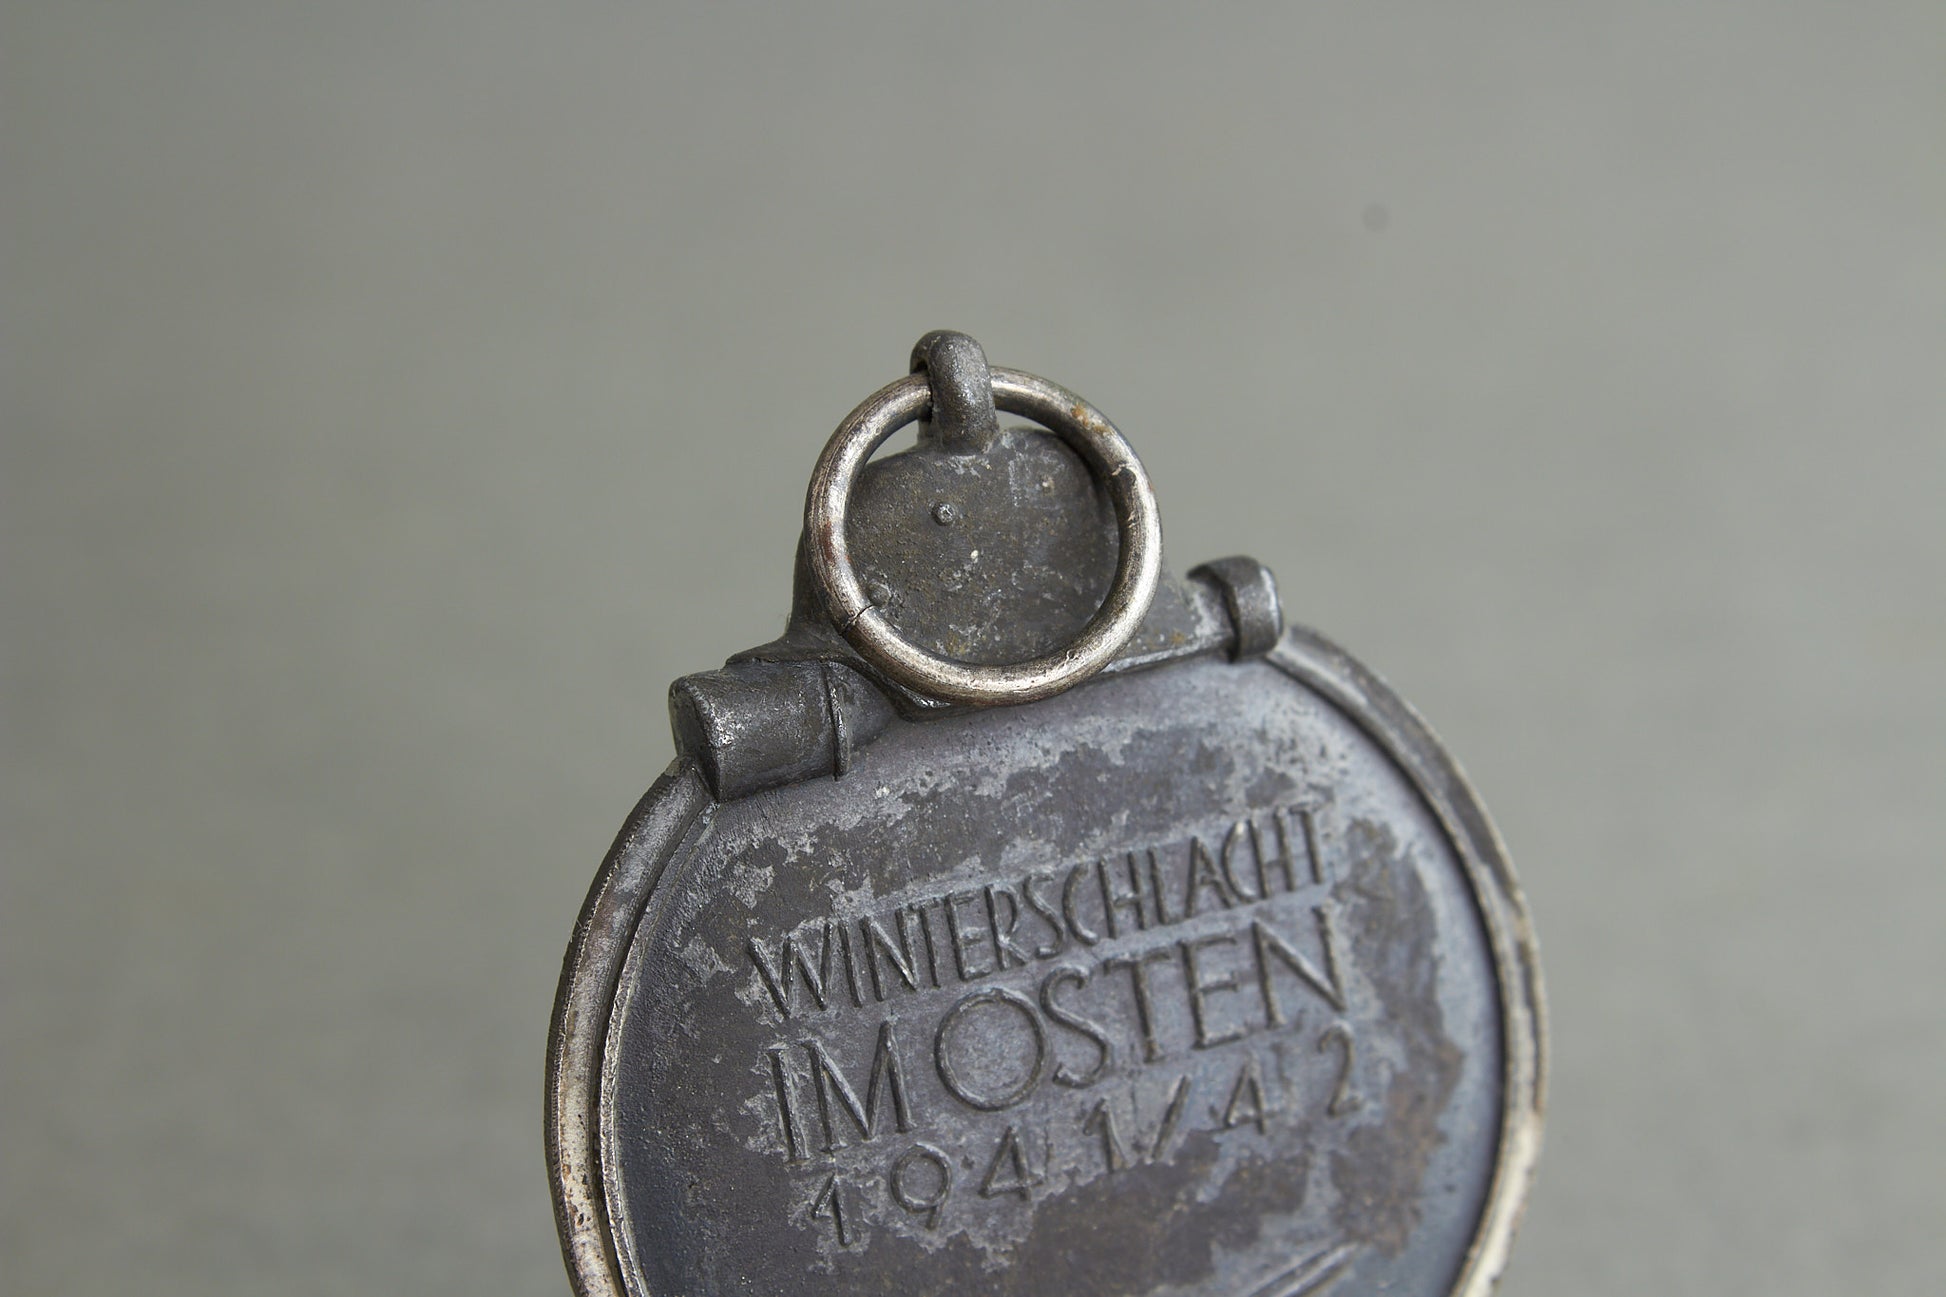 WINTERSCHLACHT
IM OSTEN
1941/42